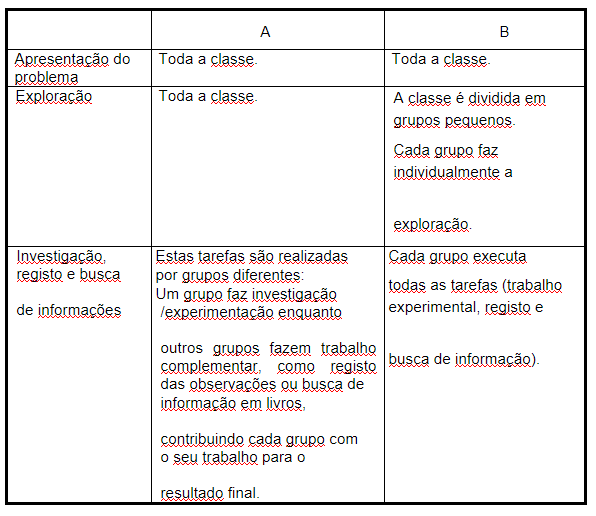 A
B
Apresentação do
problema
Toda a classe.
Toda a classe.
Exploração
Toda a classe.
A classe é dividida em
grupos pequenos.
Cada grupo faz
individualmente a
exploração.
Investigação,
registo e busca
de informações
Estas tarefas são realizadas
por grupos diferentes:
Um grupo faz investigação
/experimentação enquanto
outros grupos fazem trabalho
complementar, como registo
das observações ou busca de
informação em livros,
contribuindo cada grupo com
o seu trabalho para o
resultado final.
Cada grupo executa
todas as tarefas (trabalho
experimental, registo e
busca de informação).